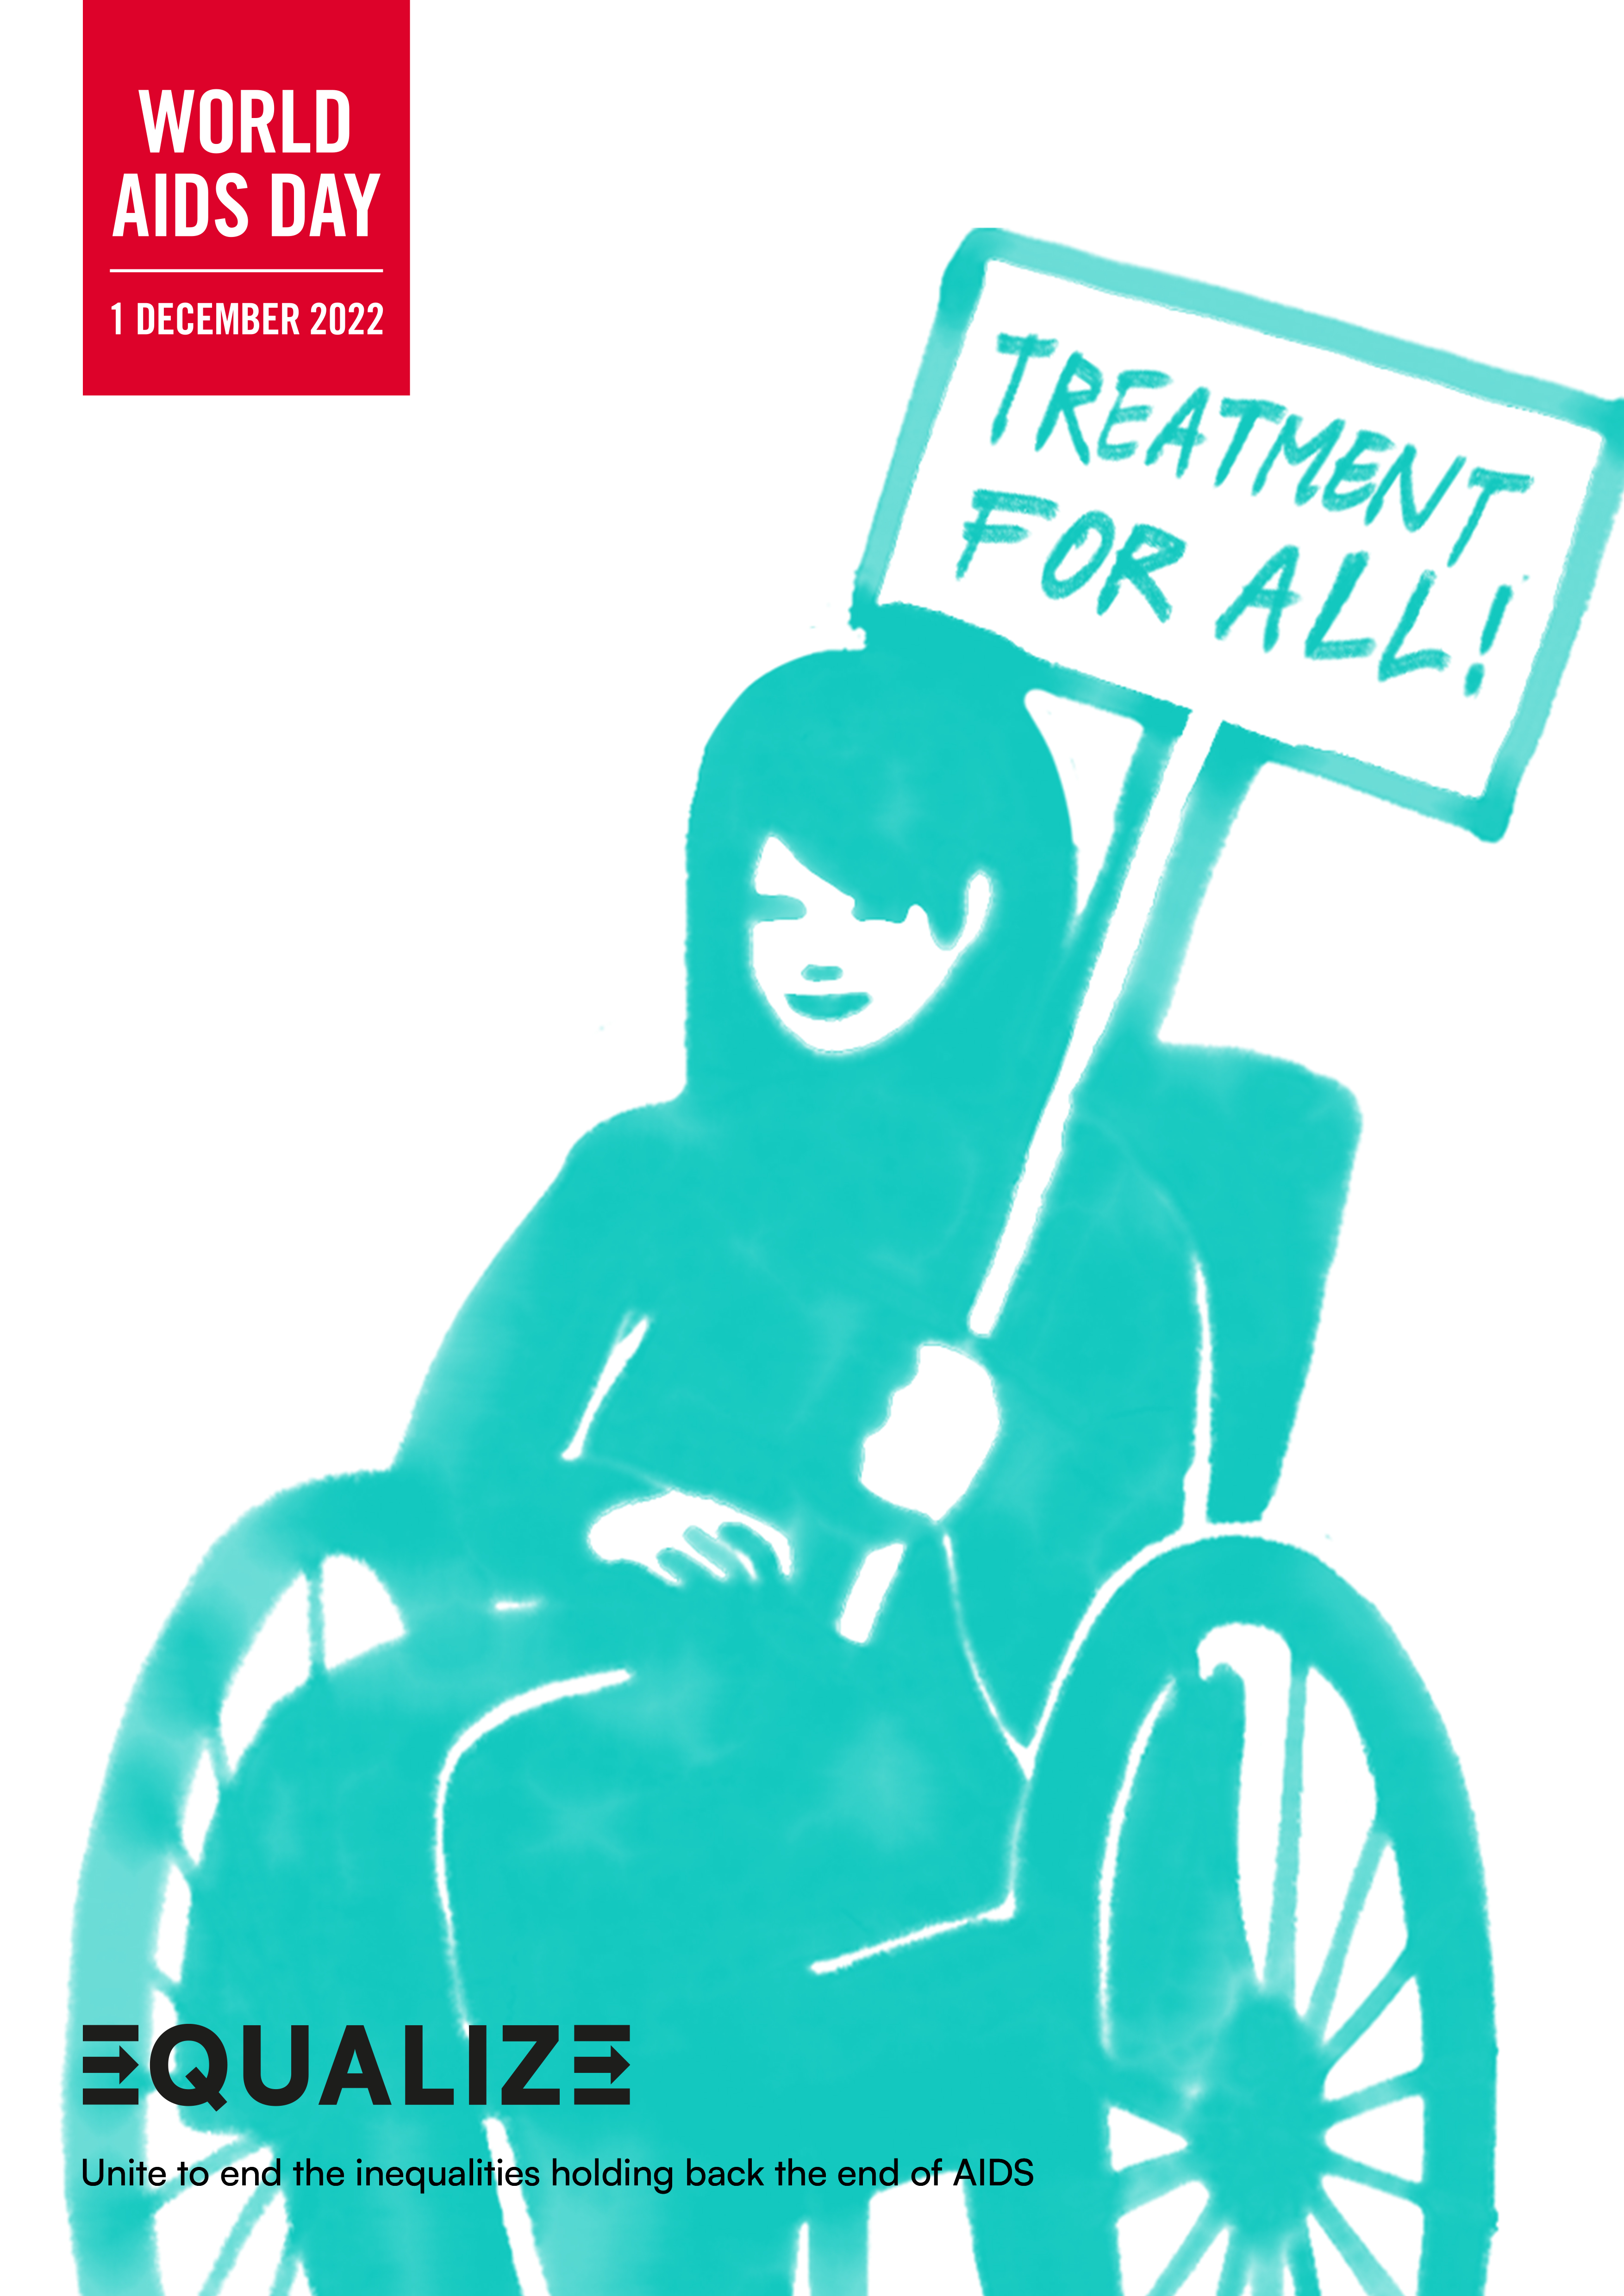 WORLD
AIDS DAY
1 DECEMBER 2022
TREATMENT
FOR ALL!
EQUALIZE
Unite to end the inequalities holding back the end of AIDS